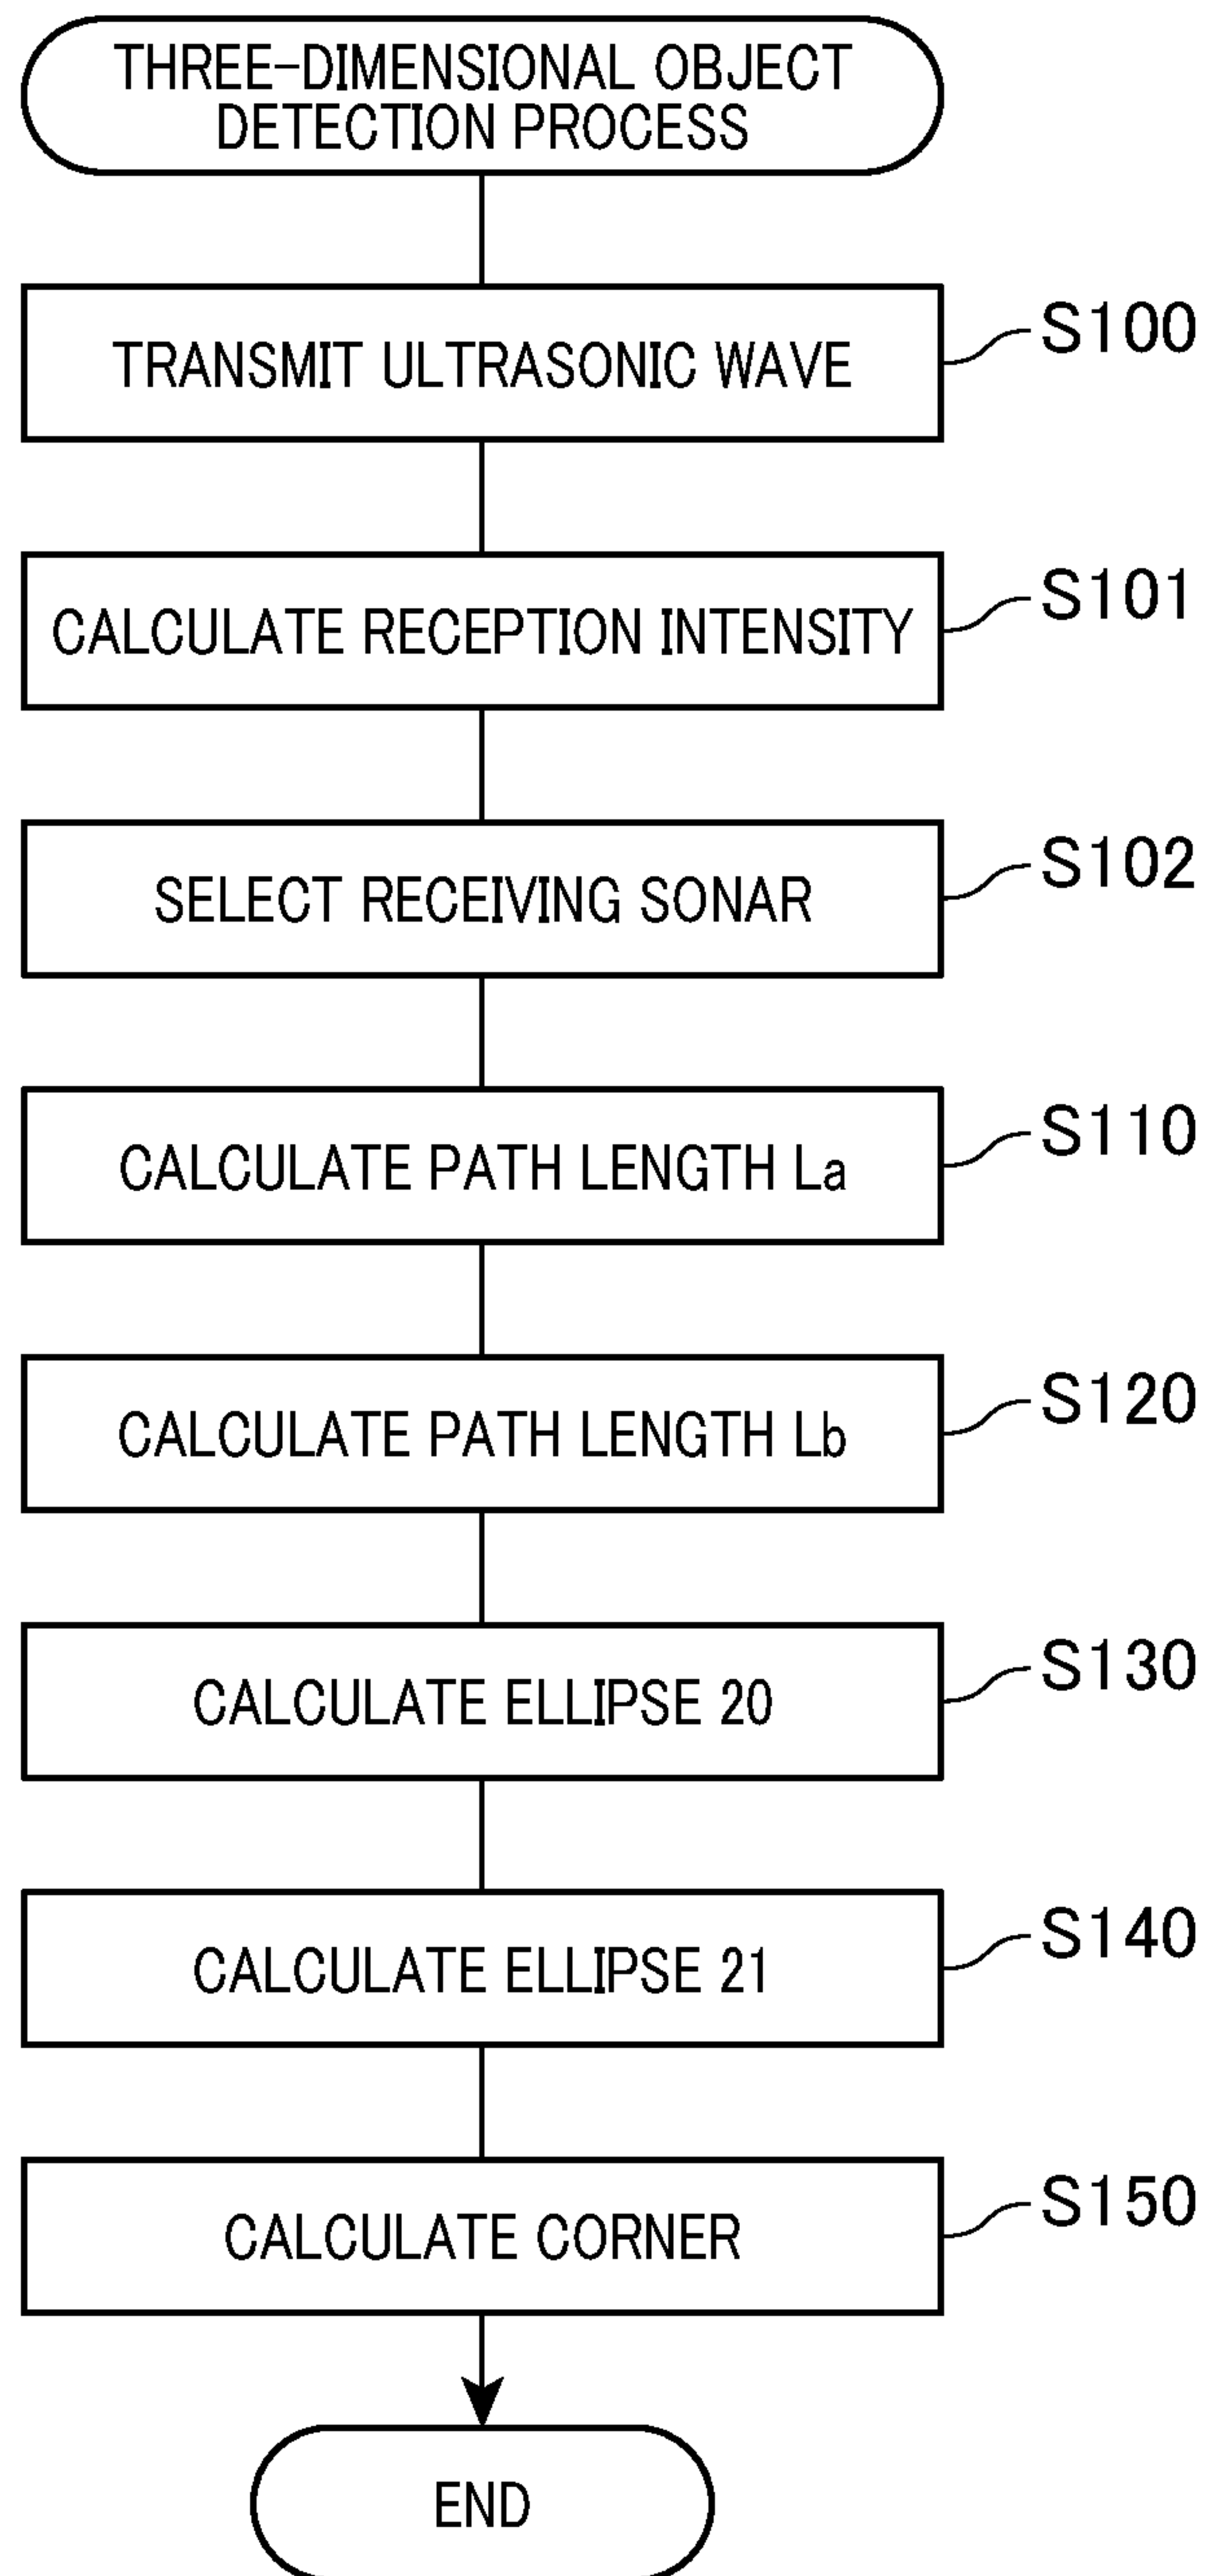 THREE-DIMENSIONAL OBJECT
DETECTION PROCESS
TRANSMIT ULTRASONIC WAVE
S100
CALCULATE RECEPTION INTENSITY
S101
SELECT RECEIVING SONAR
S102
CALCULATE PATH LENGTH La
S110
CALCULATE PATH LENGTH Lb
S120
CALCULATE ELLIPSE 20
S130
CALCULATE ELLIPSE 21
S140
CALCULATE CORNER
S150
END